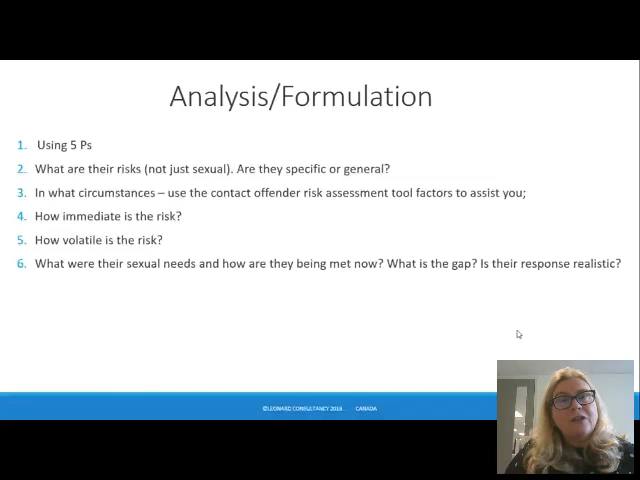 Analysis/Formulation
1. Using 5 Ps
2. What are their risks (not just sexual). Are they specific or general?
3. In what circumstances – use the contact offender risk assessment tool factors to assist you;
4. How immediate is the risk?
5. How volatile is the risk?
6. What were their sexual needs and how are they being met now? What is the gap? Is their response realistic?
©LEONARD CONSULTANCY 2018 CANADA